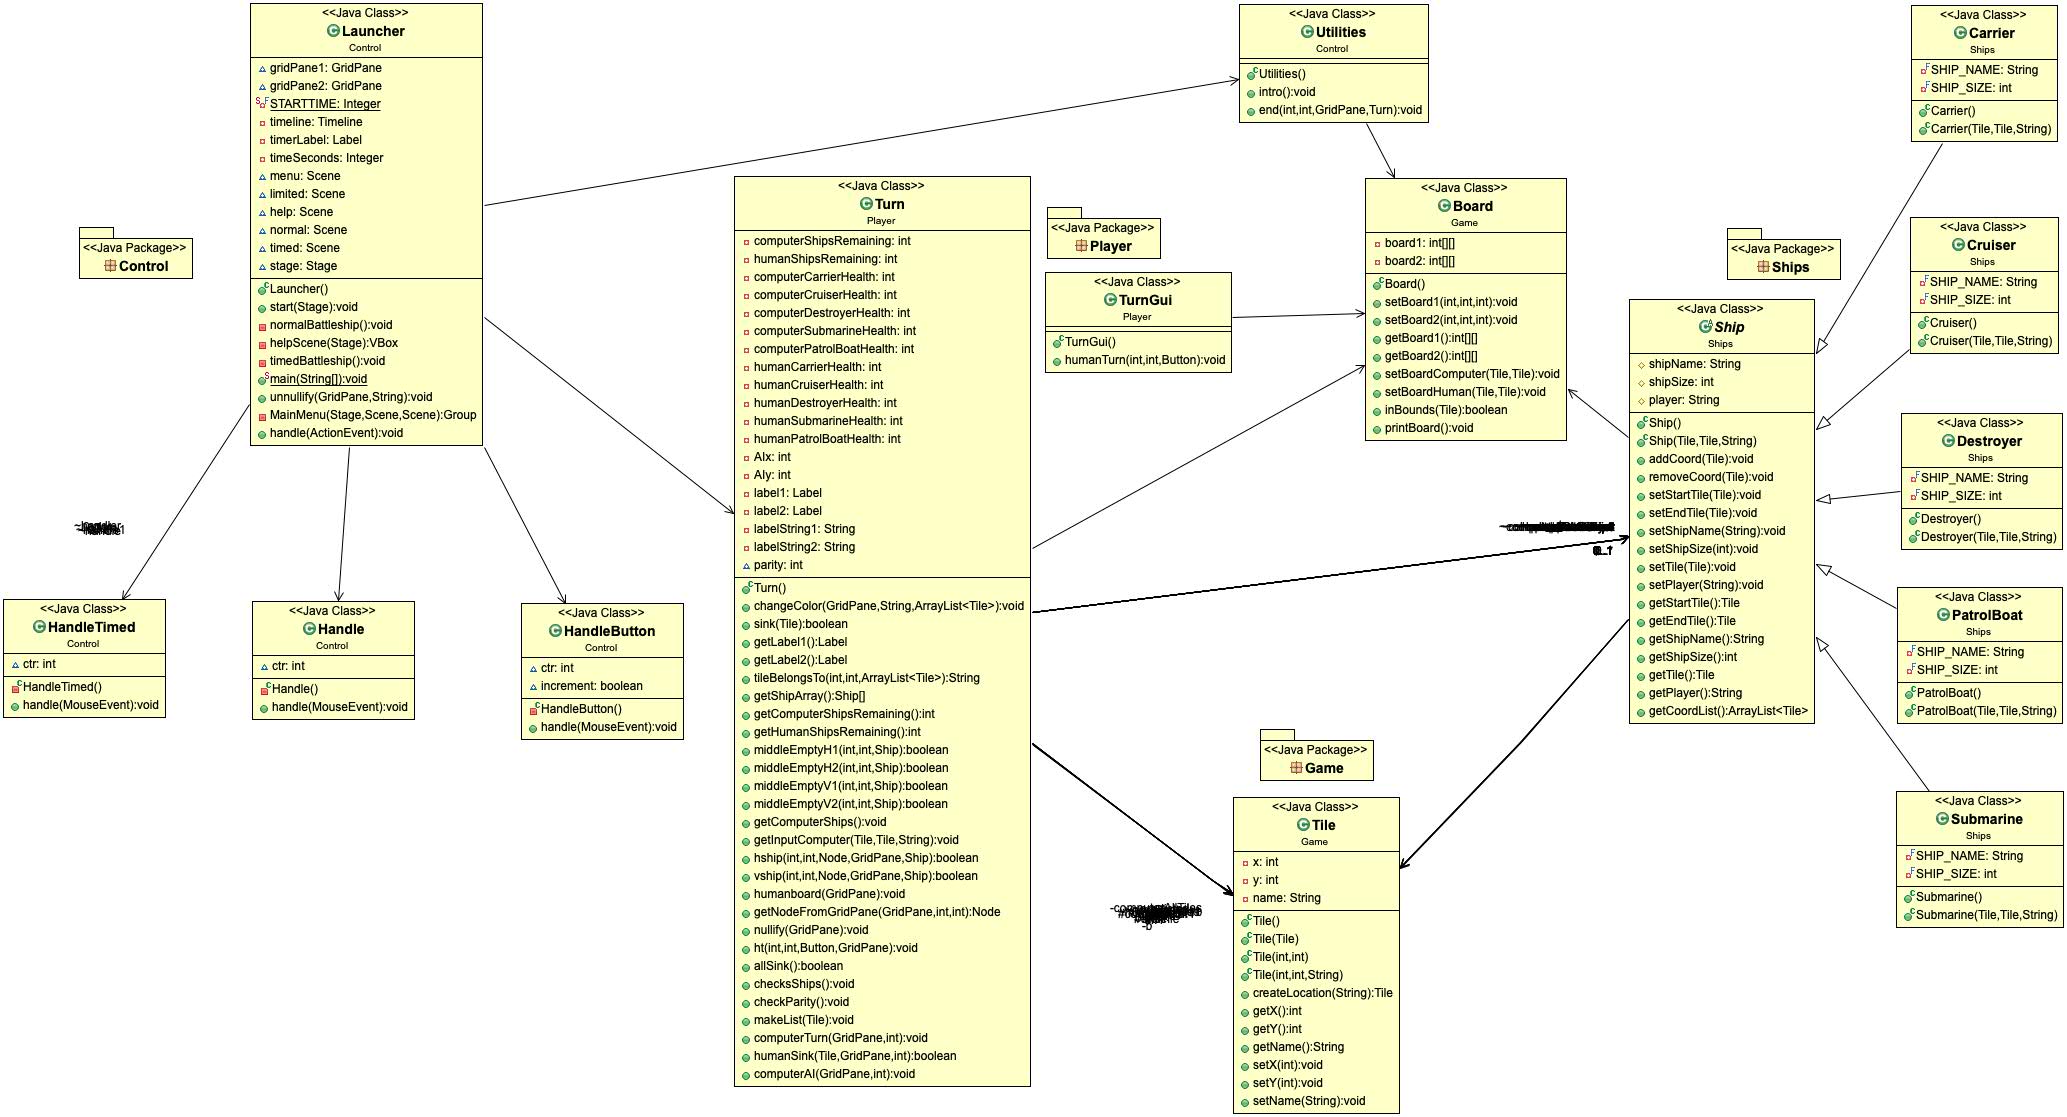 <<Java Class>>
Launcher
Control
gridPane1: GridPane
gridPane2: GridPane
STARTTIME: Integer
timeline: Timeline
timerLabel: Label
timeSeconds: Integer
menu: Scene
limited: Scene
help: Scene
normal: Scene
timed: Scene
stage: Stage
Launcher()
start(Stage):void
normalBattleship():void
helpScene(Stage):VBox
timedBattleship():void
main(String[]):void
unnullify(GridPane,String):void
MainMenu(Stage,Scene,Scene):Group
handle(ActionEvent):void
<<Java Package>>
Control
<<Java Class>>
HandleTimed
Control
ctr: int
HandleTimed()
handle(MouseEvent):void
<<Java Class>>
Handle
Control
ctr: int
Handle()
handle(MouseEvent):void
<<Java Class>>
HandleButton
Control
ctr: int
increment: boolean
HandleButton()
handle(MouseEvent):void
<<Java Class>>
Turn
Player
computerShipsRemaining: int
humanShipsRemaining: int
computerCarrierHealth: int
computerCruiserHealth: int
computerDestroyerHealth: int
computerSubmarineHealth: int
computerPatrolBoatHealth: int
humanCarrierHealth: int
humanCruiserHealth: int
humanDestroyerHealth: int
humanSubmarineHealth: int
humanPatrolBoatHealth: int
AIx: int
AIy: int
label1: Label
label2: Label
labelString1: String
labelString2: String
parity: int
Turn()
changeColor(GridPane,String,ArrayList<Tile>):void
sink(Tile):boolean
getLabel1():Label
getLabel2():Label
tileBelongsTo(int,int,ArrayList<Tile>):String
getShipArray():Ship[]
getComputerShipsRemaining():int
getHumanShipsRemaining():int
middleEmptyH1(int,int,Ship):boolean
middleEmptyH2(int,int,Ship):boolean
middleEmptyV1(int,int,Ship):boolean
middleEmptyV2(int,int,Ship):boolean
getComputerShips():void
getInputComputer(Tile,Tile,String):void
hship(int,int,Node,GridPane,Ship):boolean
vship(int,int,Node,GridPane,Ship):boolean
humanboard(GridPane):void
getNodeFromGridPane(GridPane,int,int):Node
nullify(GridPane):void
ht(int,int,Button,GridPane):void
allSink():boolean
checksShips():void
checkParity():void
makeList(Tile):void
computerTurn(GridPane,int):void
humanSink(Tile,GridPane,int):boolean
computerAI(GridPane,int):void
<<Java Class>>
Utilities
Control
Utilities()
intro():void
end(int,int,GridPane,Turn):void
<<Java Package>>
Player
<<Java Class>>
TurnGui
Player
TurnGui()
humanTurn(int,int,Button):void
<<Java Class>>
Board
Game
board1: int[][]
board2: int[][]
Board()
setBoard1(int,int,int):void
setBoard2(int,int,int):void
getBoard1():int[][]
getBoard2():int[][]
setBoardComputer(Tile,Tile):void
setBoardHuman(Tile,Tile):void
inBounds(Tile):boolean
printBoard():void
<<Java Package>>
Game
<<Java Class>>
Tile
Game
x: int
y: int
name: String
Tile()
Tile(Tile)
Tile(int,int)
Tile(int,int,String)
createLocation(String):Tile
getX():int
getY():int
getName():String
setX(int):void
setY(int):void
setName(String):void
-b
<<Java Package>>
Ships
<<Java Class>>
Ship
Ships
shipName: String
shipSize: int
player: String
Ship()
Ship(Tile,Tile,String)
addCoord(Tile):void
removeCoord(Tile):void
setStartTile(Tile):void
setEndTile(Tile):void
setShipName(String):void
setShipSize(int):void
setTile(Tile):void
setPlayer(String):void
getStartTile():Tile
getEndTile():Tile
getShipName():String
getShipSize():int
getTile():Tile
getPlayer():String
getCoordList():ArrayList<Tile>
<<Java Class>>
Carrier
Ships
SHIP_NAME: String
SHIP_SIZE: int
Carrier()
Carrier(Tile,Tile,String)
<<Java Class>>
Cruiser
Ships
SHIP_NAME: String
SHIP_SIZE: int
Cruiser()
Cruiser(Tile,Tile,String)
<<Java Class>>
Destroyer
Ships
SHIP_NAME: String
SHIP_SIZE: int
Destroyer()
Destroyer(Tile,Tile,String)
<<Java Class>>
PatrolBoat
Ships
SHIP_NAME: String
SHIP_SIZE: int
PatrolBoat()
PatrolBoat(Tile,Tile,String)
<<Java Class>>
Submarine
Ships
SHIP_NAME: String
SHIP_SIZE: int
Submarine()
Submarine(Tile,Tile,String)